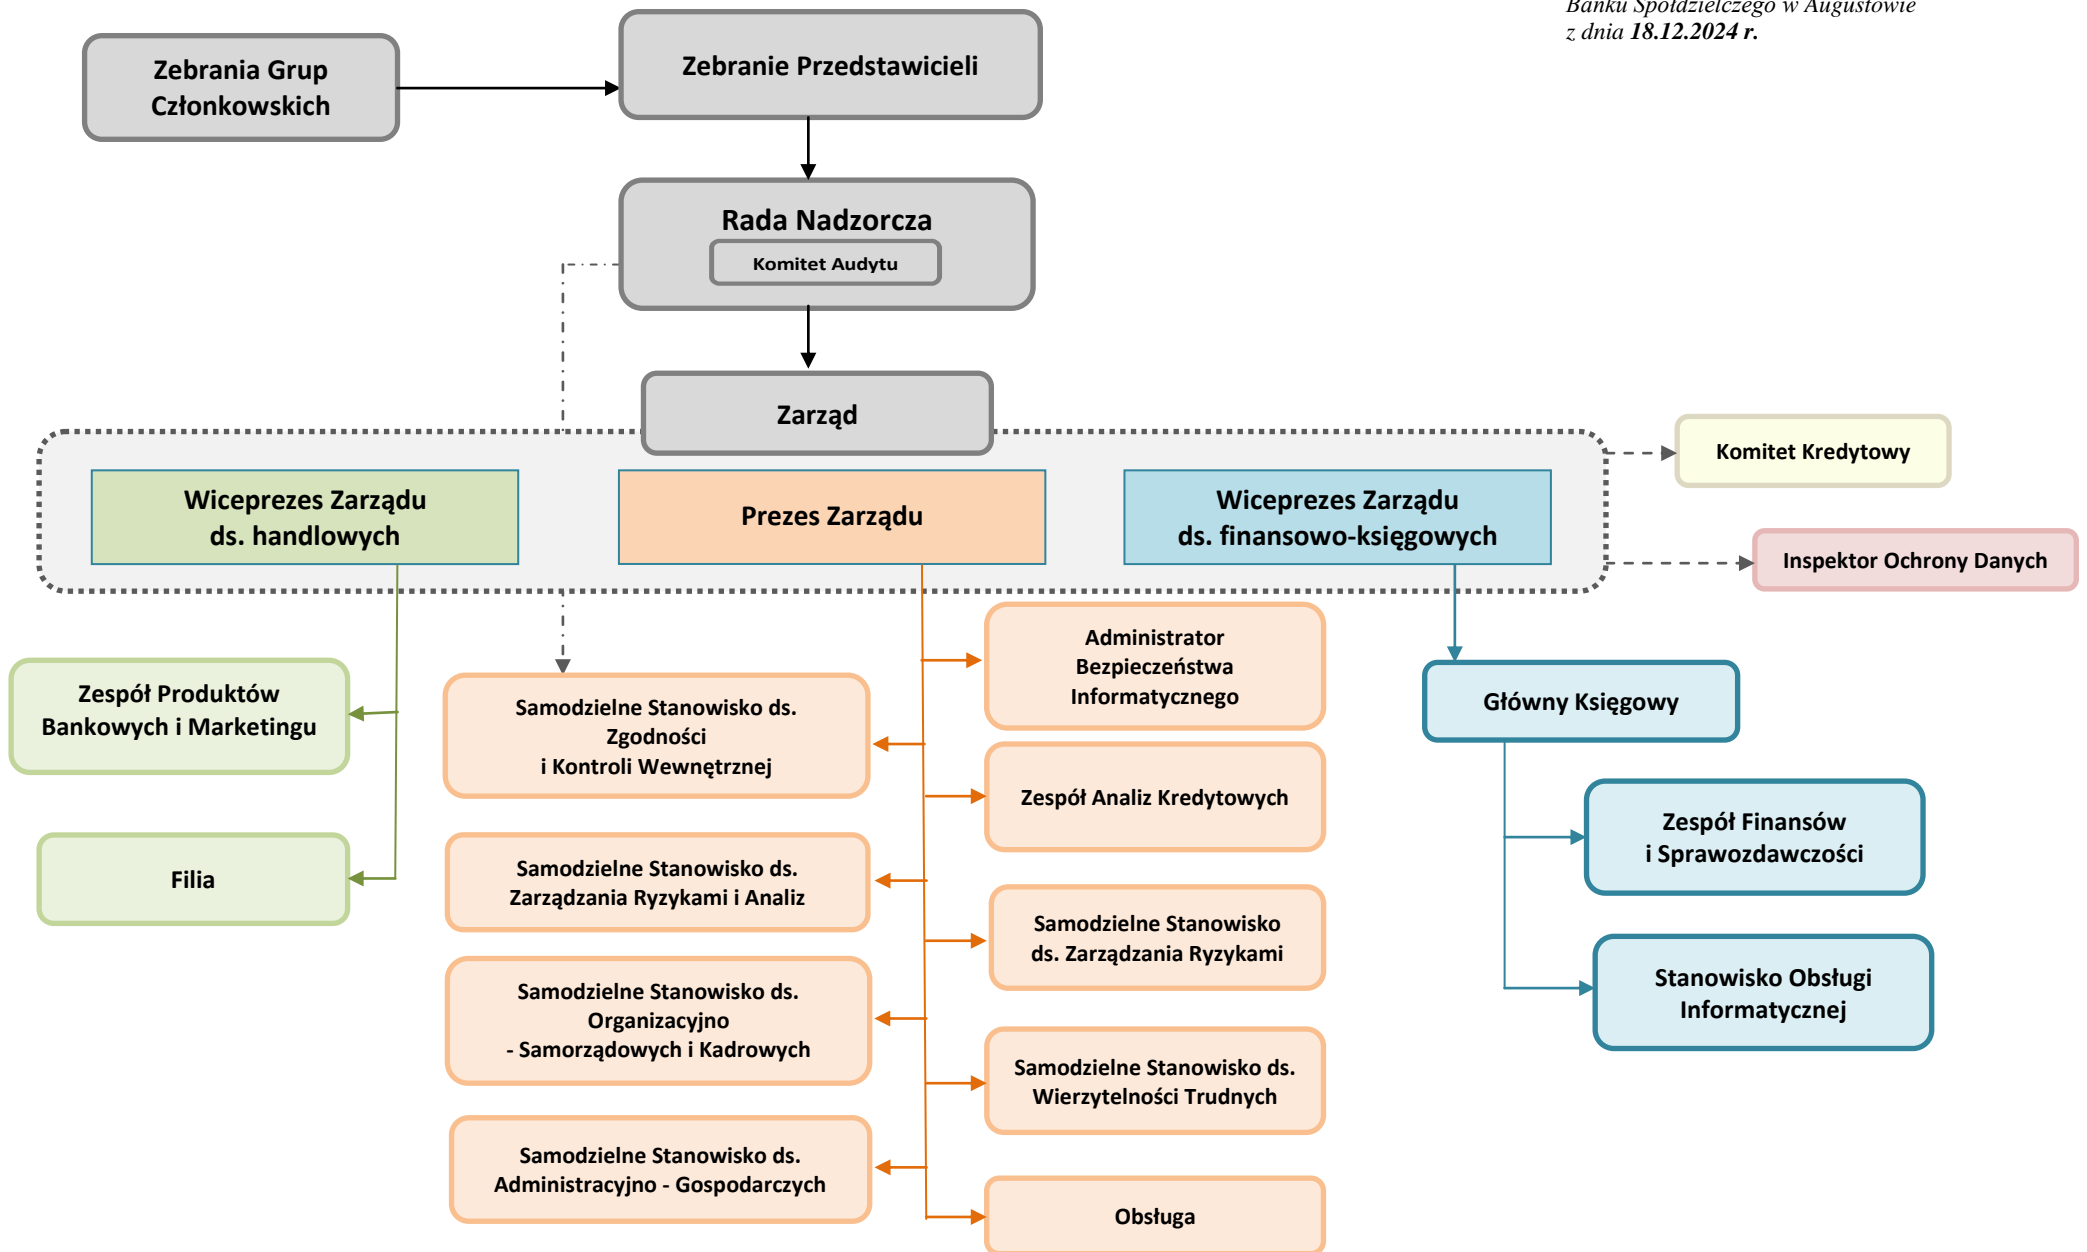 Banku Spółdzielczego w Augustowie
z dnia 18.12.2024 r.
Zebrania Grup
Członkowskich
Zebranie Przedstawicieli
Rada Nadzorcza
Komitet Audytu
Zarząd
Komitet Kredytowy
Wiceprezes Zarządu
ds. handlowych
Prezes Zarządu
Wiceprezes Zarządu
ds. finansowo-księgowych
Inspektor Ochrony Danych
Zespół Produktów
Bankowych i Marketingu
Filia
Samodzielne Stanowisko ds.
Zgodności
i Kontroli Wewnętrznej
Samodzielne Stanowisko ds.
Zarządzania Ryzykami i Analiz
Samodzielne Stanowisko ds.
Organizacyjno
- Samorządowych i Kadrowych
Samodzielne Stanowisko ds.
Administracyjno - Gospodarczych
Administrator
Bezpieczeństwa
Informatycznego
Zespół Analiz Kredytowych
Samodzielne Stanowisko
ds. Zarządzania Ryzykami
Samodzielne Stanowisko ds.
Wierzytelności Trudnych
Obsługa
Główny Księgowy
Zespół Finansów
i Sprawozdawczości
Stanowisko Obsługi
Informatycznej